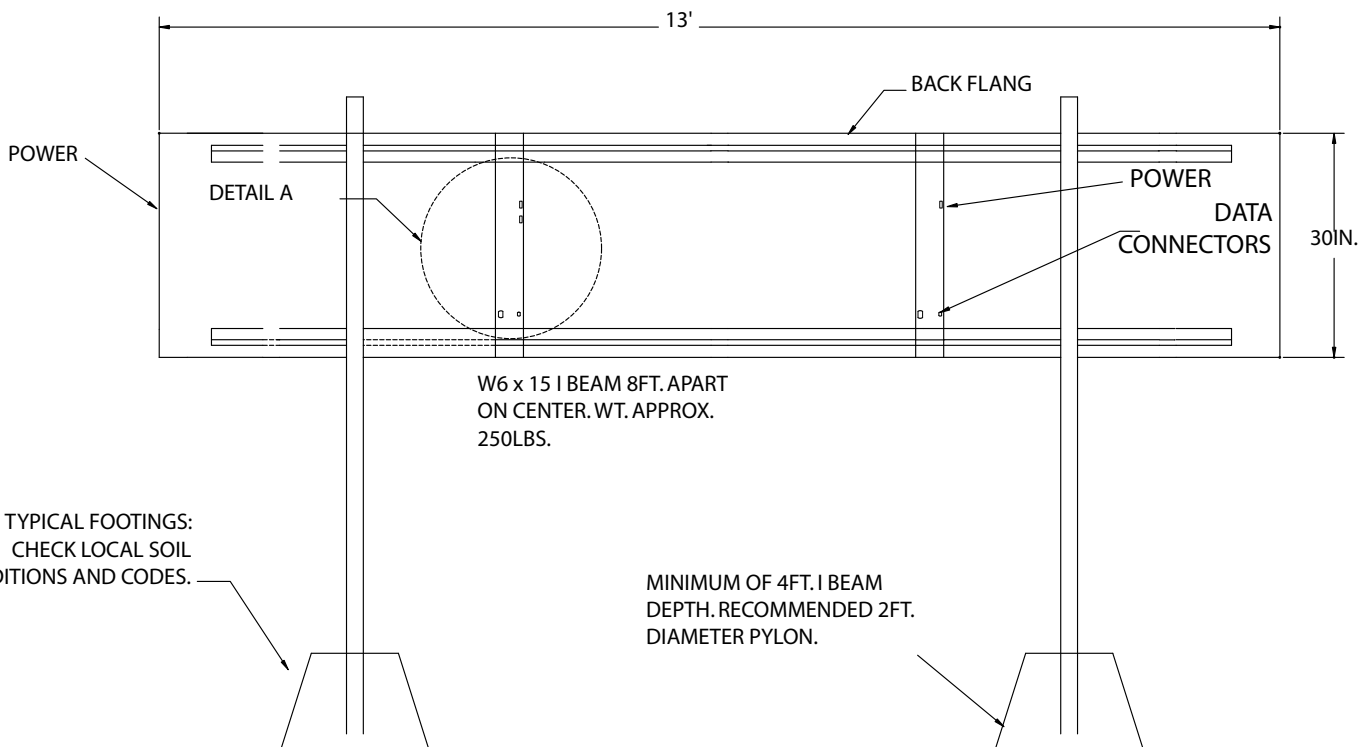 13'
BACK FLANG
POWER
DETAIL A
POWER
DATA
CONNECTORS
30IN.
W6 x 15 I BEAM 8FT. APART
ON CENTER. WT. APPROX.
250LBS.
TYPICAL FOOTINGS:
CHECK LOCAL SOIL
DITIONS AND CODES.
MINIMUM OF 4FT. I BEAM
DEPTH. RECOMMENDED 2FT.
DIAMETER PYLON.